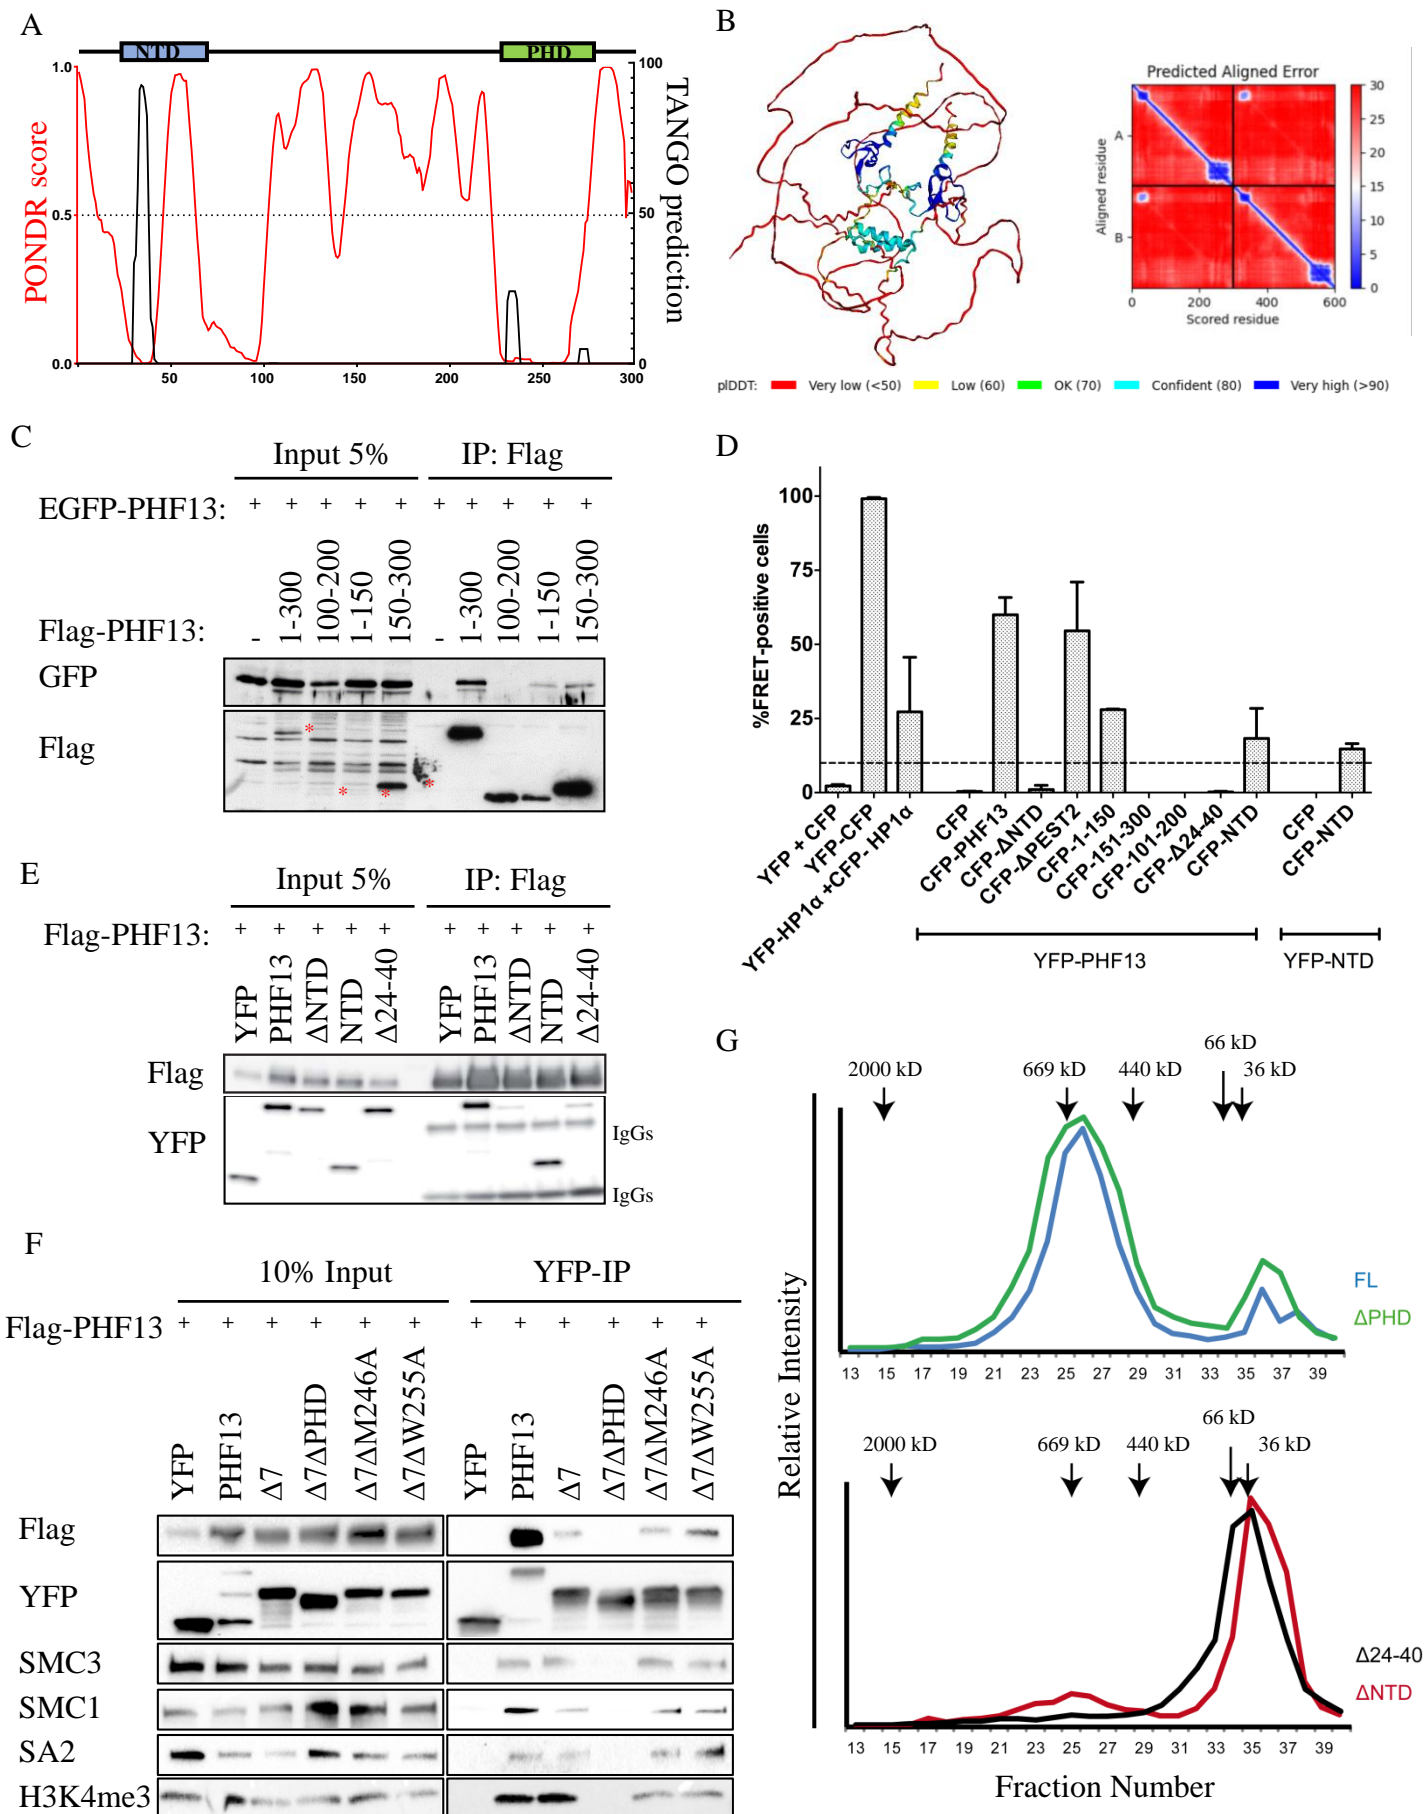 A
NTD
PHD
1.0
0.5
0.0
PONDR score
100
50
0
TANGO prediction
50
100
150
200
250
300
B
Predicted Aligned Error
A
B
Aligned residue
0
200
400
600
Scored residue
30
25
20
15
10
5
0
plDDT:
Very low (<50)
Low (60)
OK (70)
Confident (80)
Very high (>90)
C
Input 5%
IP: Flag
EGFP-PHF13: + + + + + + + + + +
Flag-PHF13: - 1-300 100-200 1-150 150-300 - 1-300 100-200 1-150 150-300
GFP
Flag
* * * *
D
%FRET-positive cells
100
75
50
25
0
YFP + CFP
YFP-CFP
YFP-HP1α +CFP- HP1α
CFP
CFP-PHF13
CFP-ΔNTD
CFP-ΔPEST2
CFP-1-150
CFP-151-300
CFP-101-200
CFP-Δ24-40
CFP-NTD
CFP
CFP-NTD
YFP-PHF13
YFP-NTD
E
Input 5%
IP: Flag
Flag-PHF13: + + + + + + + + + +
YFP PHF13 ΔNTD NTD Δ24-40 YFP PHF13 ΔNTD NTD Δ24-40
Flag
YFP
IgGs
IgGs
F
10% Input
YFP-IP
Flag-PHF13 + + + + + + + + + + + +
YFP PHF13 Δ7 Δ7ΔPHD Δ7ΔM246A Δ7ΔW255A YFP PHF13 Δ7 Δ7ΔPHD Δ7ΔM246A Δ7ΔW255A
Flag
YFP
SMC3
SMC1
SA2
H3K4me3
G
66 kD
2000 kD 669 kD 440 kD 36 kD
FL
ΔPHD
13 15 17 19 21 23 25 27 29 31 33 35 37 39
Relative Intensity
66 kD
2000 kD 669 kD 440 kD 36 kD
Δ24-40
ΔNTD
13 15 17 19 21 23 25 27 29 31 33 35 37 39
Fraction Number